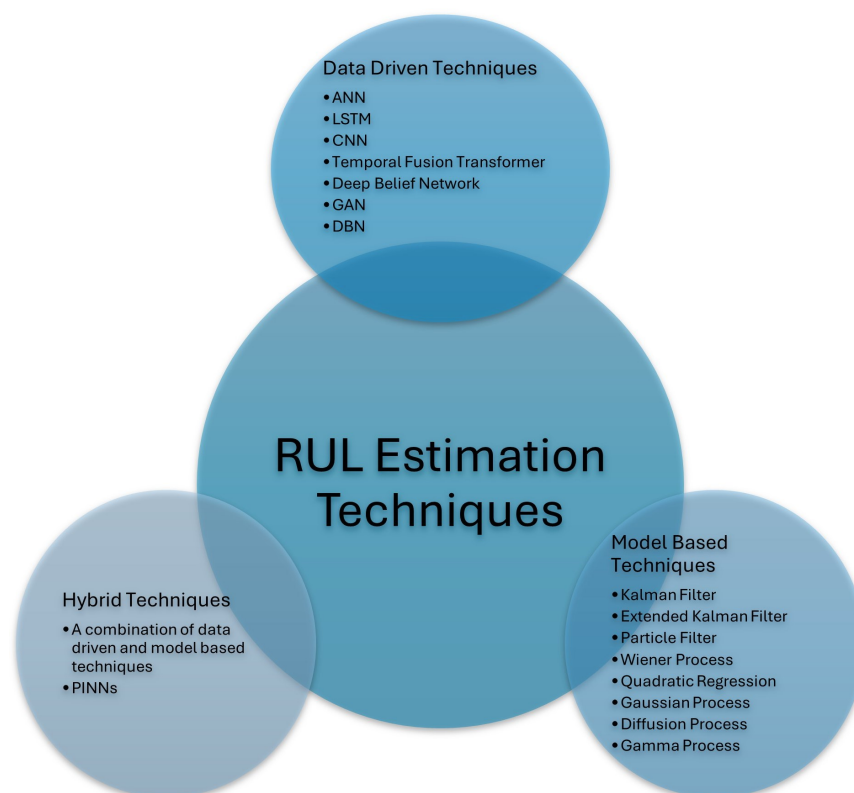 Data Driven Techniques
•ANN
•LSTM
•CNN
•Temporal Fusion Transformer
•Deep Belief Network
•GAN
•DBN
RUL Estimation
Techniques
Hybrid Techniques
•A combination of data
driven and model based
techniques
•PINNs
Model Based
Techniques
•Kalman Filter
•Extended Kalman Filter
•Particle Filter
•Wiener Process
•Quadratic Regression
•Gaussian Process
•Diffusion Process
•Gamma Process